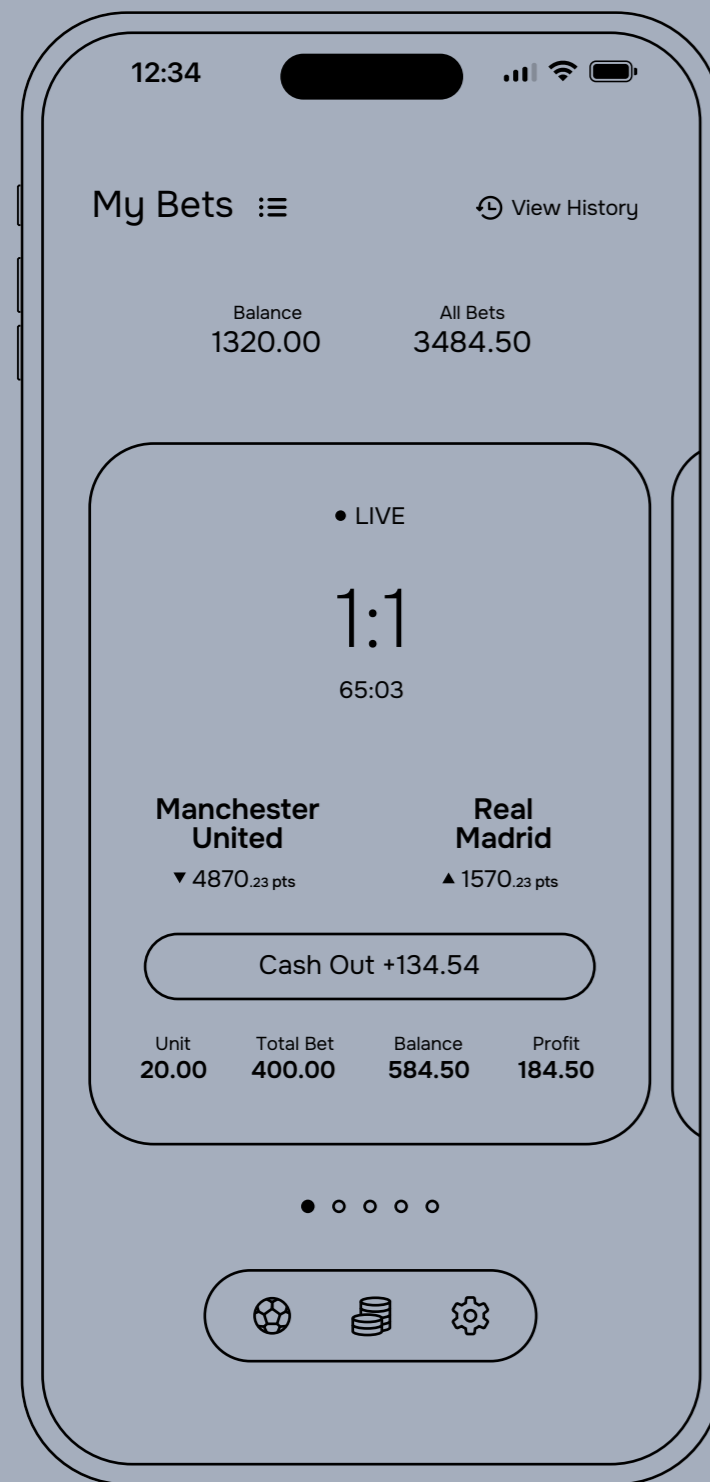 12:34
My Bets
View History
Balance
1320.00
All Bets
3484.50
LIVE
1:1
65:03
Manchester
United
▼ 4870.23 pts
Real
Madrid
▲ 1570.23 pts
Cash Out +134.54
Unit
20.00
Total Bet
400.00
Balance
584.50
Profit
184.50